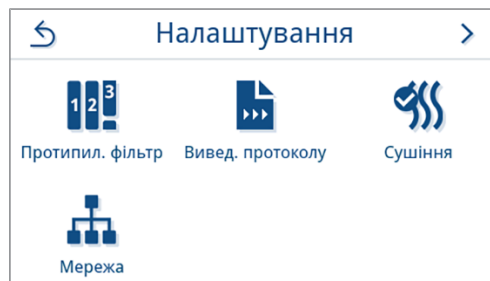 Налаштування
1 2 3
Протипил. фільтр
Вивед. протоколу
Сушіння
Мережа